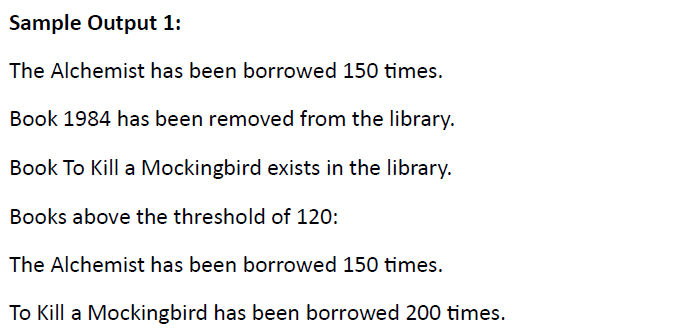 Sample Output 1:
The Alchemist has been borrowed 150 times.
Book 1984 has been removed from the library.
Book To Kill a Mockingbird exists in the library.
Books above the threshold of 120:
The Alchemist has been borrowed 150 times.
To Kill a Mockingbird has been borrowed 200 times.